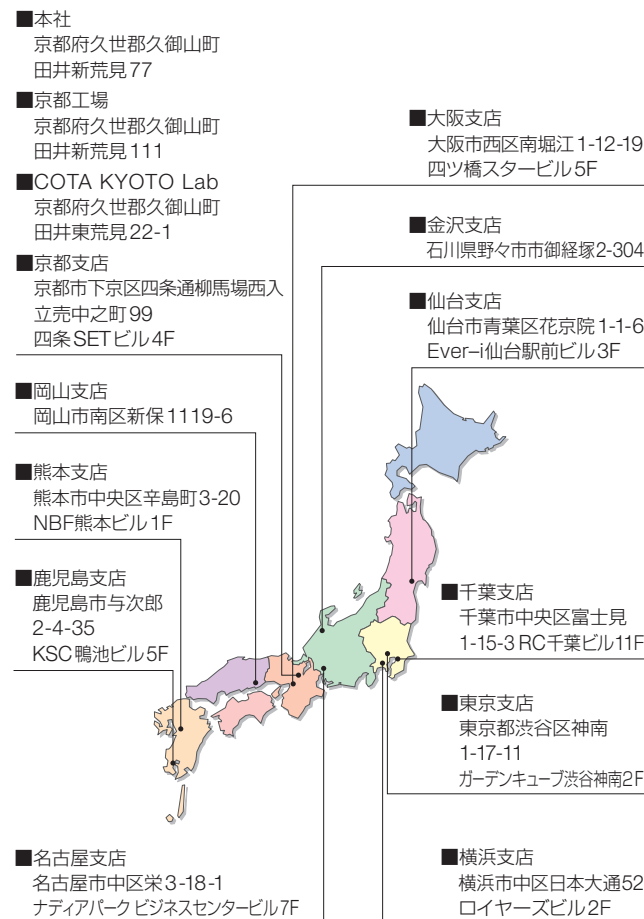 ■本社
京都府久世郡久御山町
田井新荒見77
■京都工場
京都府久世郡久御山町
田井新荒見111
■COTA KYOTO Lab
京都府久世郡久御山町
田井東荒見22-1
■京都支店
京都市下京区四条通柳馬場西入
立売中之町99
四条SETビル4F
■岡山支店
岡山市南区新保1119-6
■熊本支店
熊本市中央区辛島町3-20
NBF熊本ビル1F
■鹿児島支店
鹿児島市与次郎
2-4-35
KSC鴨池ビル5F
■名古屋支店
名古屋市中区栄3-18-1
ナディアパーク ビジネスセンタービル7F
■大阪支店
大阪市西区南堀江1-12-19
四ツ橋スタービル5F
■金沢支店
石川県野々市市御経塚2-304
■仙台支店
仙台市青葉区花京院1-1-6
Ever–i仙台駅前ビル3F
■千葉支店
千葉市中央区富士見
1-15-3 RC千葉ビル11F
■東京支店
東京都渋谷区神南
1-17-11
ガーデンキューブ渋谷神南2F
■横浜支店
横浜市中区日本大通52
ロイヤーズビル2F